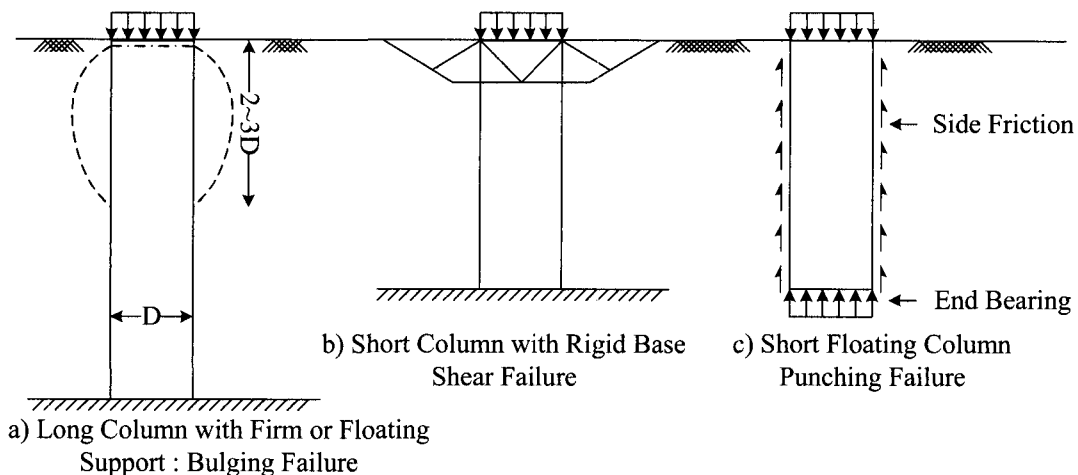 2~3D
D
a) Long Column with Firm or Floating
Support : Bulging Failure
b) Short Column with Rigid Base
Shear Failure
Side Friction
End Bearing
c) Short Floating Column
Punching Failure